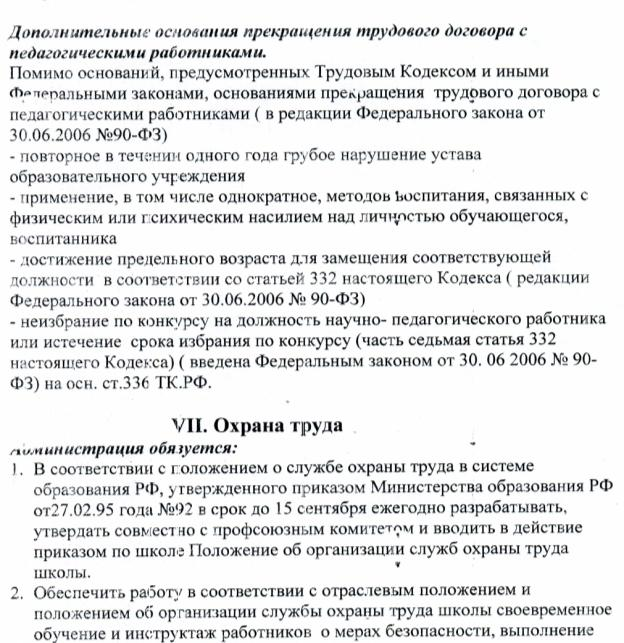 Дополнительные основания прекращения трудового договора с
педагогическими работниками.
Помимо оснований, предусмотренных Трудовым Кодексом и иными
Федеральными законами, основаниями прекращения трудового договора с
педагогическими работниками ( в редакции Федерального закона от
30.06.2006 №90-ФЗ)
- повторное в течении одного года грубое нарушение устава
образовательного учреждения
- применение, в том числе однократное, методов воспитания, связанных с
физическим или психическим насилием над личностью обучающегося,
воспитанника
- достижение предельного возраста для замещения соответствующей
должности в соответствии со статьей 332 настоящего Кодекса ( редакции
Федерального закона от 30.06.2006 № 90-ФЗ)
- неизбрание по конкурсу на должность научно- педагогического работника
или истечение срока избрания по конкурсу (часть седьмая статья 332
настоящего Кодекса) ( введена Федеральным законом от 30. 06 2006 № 90-
ФЗ) на осн. ст.336 ТК.РФ.
VII. Охрана труда
Администрация обязуется:
1. В соответствии с положением о службе охраны труда в системе
образования РФ, утвержденного приказом Министерства образования РФ
от27.02.95 года №92 в срок до 15 сентября ежегодно разрабатывать,
утвердать совместно с профсоюзным комитетом и вводить в действие
приказом по школе Положение об организации служб охраны труда
школы.
2. Обеспечить работу в соответствии с отраслевым положением и
положением об организации службы охраны труда школы своевременное
обучение и инструктаж работников о мерах безопасности, выполнение